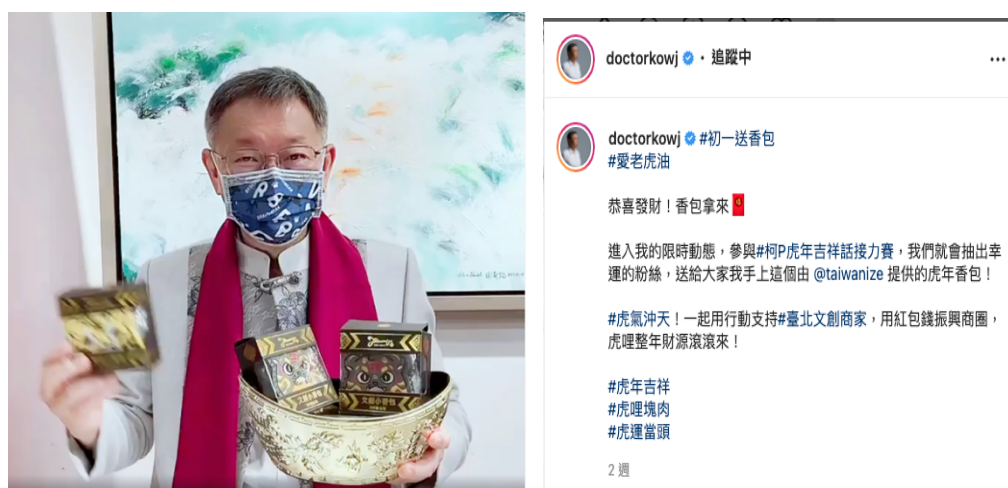 doctorkowj • 追蹤中
doctorkowj #初一送香包
#愛老虎油
恭喜發財！香包拿來
進入我的限時動態，參與#柯P虎年吉祥話接力賽，我們就會抽出幸
運的粉絲，送給大家我手上這個由 @taiwanize 提供的虎年香包！
#虎氣沖天！一起用行動支持#臺北文創商家，用紅包錢振興商圈，
虎哩整年財源滾滾來！
#虎年吉祥
#虎哩塊肉
#虎運當頭
2 週
文創小香包